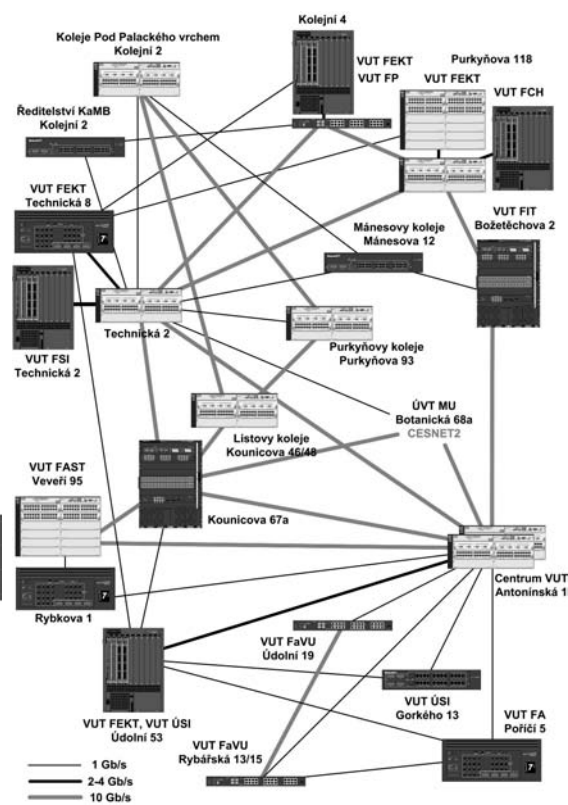 Kolejní 4
Koleje Pod Palackého vrchem
Kolejní 2
VUT FEKT
VUT FP
Purkyňova 118
VUT FEKT
VUT FCH
Ředitelství KaMB
Kolejní 2
VUT FEKT
Technická 8
Mánesovy koleje
Mánesova 12
VUT FIT
Božetěchova 2
VUT FSI
Technická 2
Technická 2
Purkyňovy koleje
Purkyňova 93
Listovy koleje
Kounicova 46/48
ÚVT MU
Botanická 68a
CESNET2
VUT FAST
Veveří 95
Kounicova 67a
Rybkova 1
Centrum VUT
Antonínská 1
VUT FaVU
Údolní 19
VUT ÚSI
Gorkého 13
VUT FEKT, VUT ÚSI
Údolní 53
VUT FaVU
Rybářská 13/15
VUT FA
Poříčí 5
1 Gb/s
2-4 Gb/s
10 Gb/s